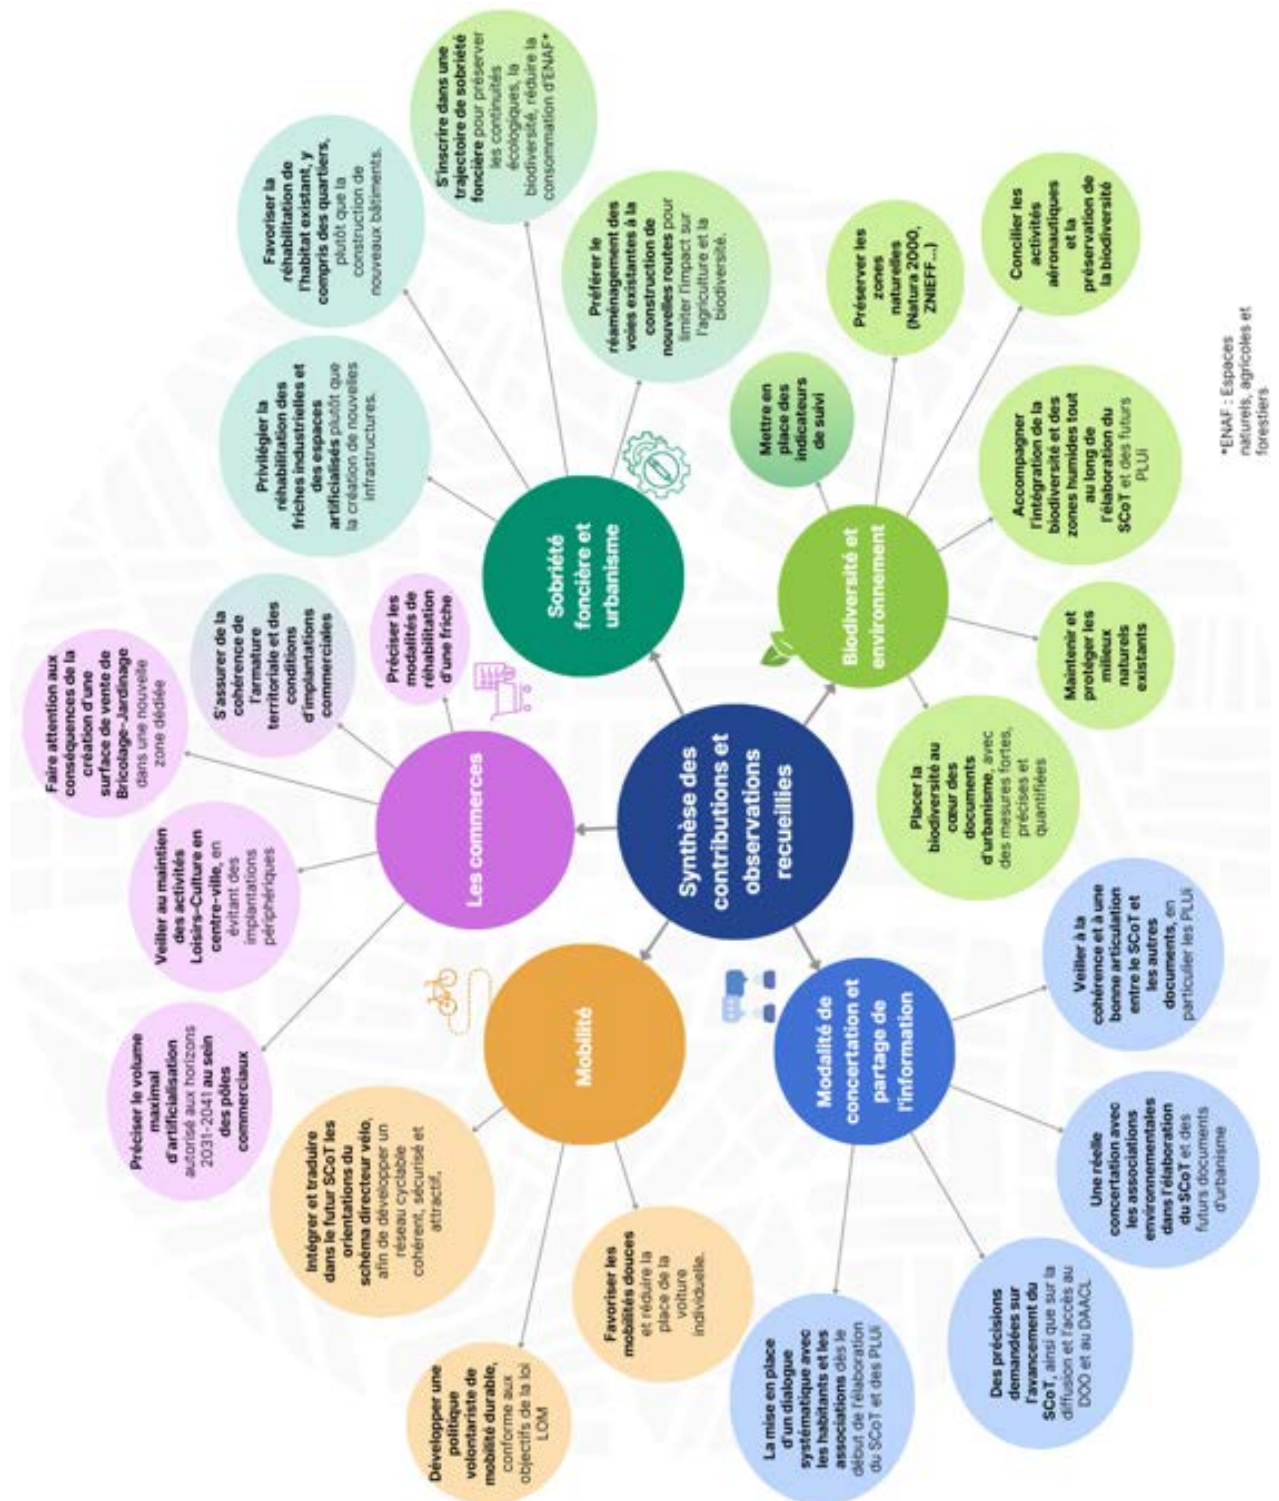 Synthèse des
contributions et
observations
recueillies
Les commerces
Préciser le volume
maximal
d'artificialisation
autorisé aux horizons
2031-2041 au sein
des pôles
commerciaux
Veiller au maintien
des activités
Loisirs-Culture en
centre-ville, en
évitant des
implantations
périphériques
Faire attention aux
conséquences de la
création d'une
surface de vente de
Bricolage-Jardinage
dans une nouvelle
zone dédiée
S'assurer de la
cohérence de
l'armature
territoriale et des
conditions
d'implantations
commerciales
Préciser les
modalités de
réhabilitation
d'une friche
Sobriété
foncière et
urbanisme
Privilégier la
réhabilitation des
friches industrielles et
des espaces
artificialisés plutôt que
la création de nouvelles
infrastructures.
Favoriser la
réhabilitation de
l'habitat existant, y
compris des quartiers,
plutôt que la
construction de
nouveaux bâtiments.
S'inscrire dans une
trajectoire de sobriété
foncière pour préserver
les continuités
écologiques, la
biodiversité, réduire la
consommation d'ENAF*
Préférer le
réaménagement des
voies existantes à la
construction de
nouvelles routes pour
limiter l'impact sur
l'agriculture et la
biodiversité.
Biodiversité et
environnement
Mettre en
place des
indicateurs
de suivi
Préserver les
zones
naturelles
(Natura 2000,
ZNIEFF...)
Concilier les
activités
aéronautiques
et la
préservation de
la biodiversité
Accompagner
l'intégration de la
biodiversité et des
zones humides tout
au long de
l'élaboration du
SCoT et des futurs
PLUi
Maintenir et
protéger les
milieux
naturels
existants
Placer la
biodiversité au
cœur des
documents
d'urbanisme, avec
des mesures fortes,
précises et
quantifiées
Modalité de
concertation et
partage de
l'information
Veiller à la
cohérence et à une
bonne articulation
entre le SCoT et
les autres
documents, en
particulier les PLUi
Une réelle
concertation avec
les associations
environnementales
dans l'élaboration
du SCoT et des
futurs documents
d'urbanisme
Des précisions
demandées sur
l'avancement du
SCoT, ainsi que sur la
diffusion et l'accès au
DOO et au DAACL
La mise en place
d'un dialogue
systématique avec
les habitants et les
associations dès le
début de l'élaboration
du SCoT et des PLUi
Mobilité
Intégrer et traduire
dans le futur SCoT les
orientations du
schéma directeur vélo,
afin de développer un
réseau cyclable
cohérent, sécurisé et
attractif.
Développer une
politique
volontariste de
mobilité durable,
conforme aux
objectifs de la loi
LOM
Favoriser les
mobilités douces
et réduire la
place de la
voiture
individuelle.
*ENAF : Espaces
naturels, agricoles et
forestiers